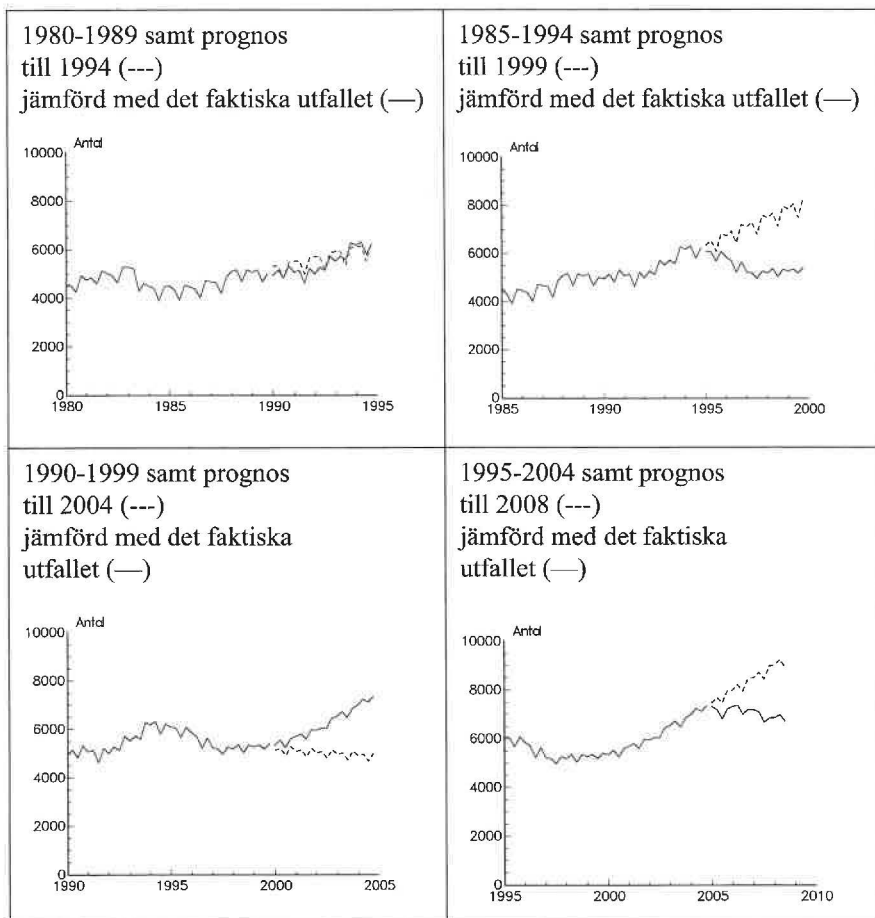 1980-1989 samt prognos
till 1994 (---)
jämförd med det faktiska utfallet (—)
Antal
10000
8000
6000
4000
2000
0
1980
1985
1990
1995
1985-1994 samt prognos
till 1999 (---)
jämförd med det faktiska utfallet (—)
Antal
10000
8000
6000
4000
2000
0
1985
1990
1995
2000
1990-1999 samt prognos
till 2004 (---)
jämförd med det faktiska
utfallet (—)
Antal
10000
8000
6000
4000
2000
0
1990
1995
2000
2005
1995-2004 samt prognos
till 2008 (---)
jämförd med det faktiska
utfallet (—)
Antal
10000
8000
6000
4000
2000
0
1995
2000
2005
2010